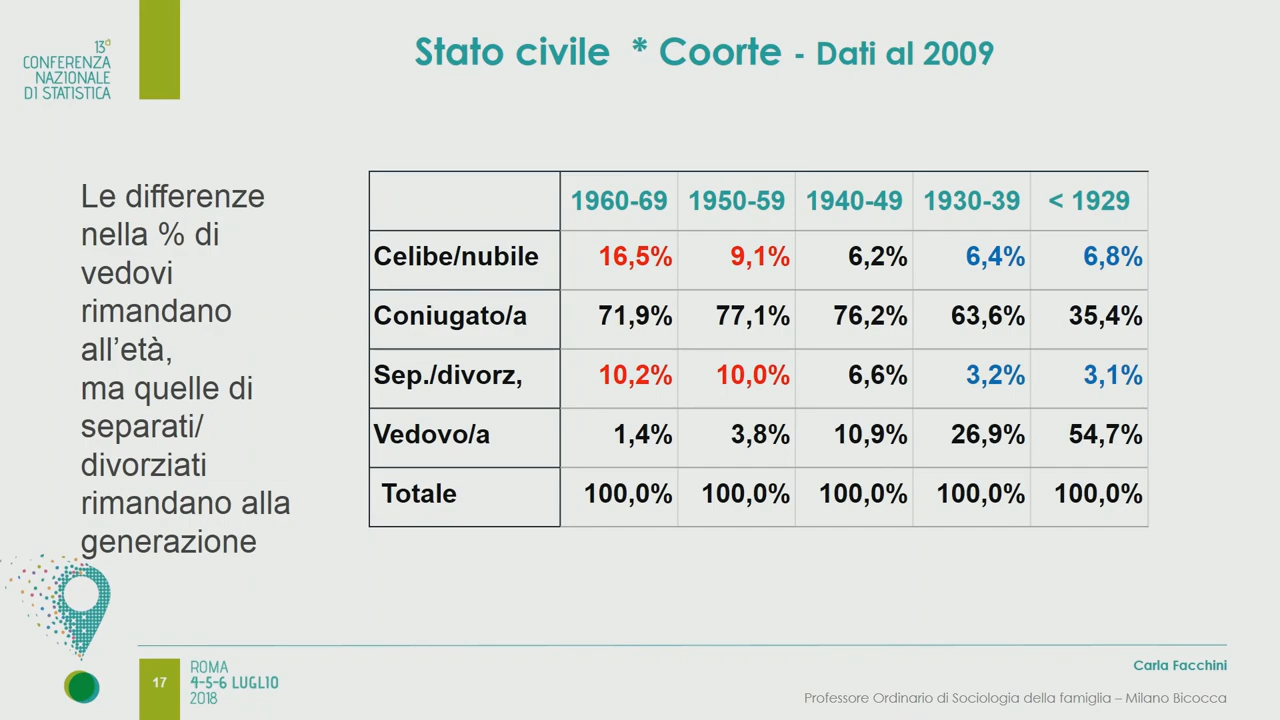 13ª
CONFERENZA
NAZIONALE
DI STATISTICA
Stato civile * Coorte - Dati al 2009
Le differenze
nella % di
vedovi
rimandano
all'età,
ma quelle di
separati/
divorziati
rimandano alla
generazione
1960-69 1950-59 1940-49 1930-39 < 1929
Celibe/nubile 16,5% 9,1% 6,2% 6,4% 6,8%
Coniugato/a 71,9% 77,1% 76,2% 63,6% 35,4%
Sep./divorz, 10,2% 10,0% 6,6% 3,2% 3,1%
Vedovo/a 1,4% 3,8% 10,9% 26,9% 54,7%
Totale 100,0% 100,0% 100,0% 100,0% 100,0%
17
ROMA
4-5-6 LUGLIO
2018
Carla Facchini
Professore Ordinario di Sociologia della famiglia – Milano Bicocca